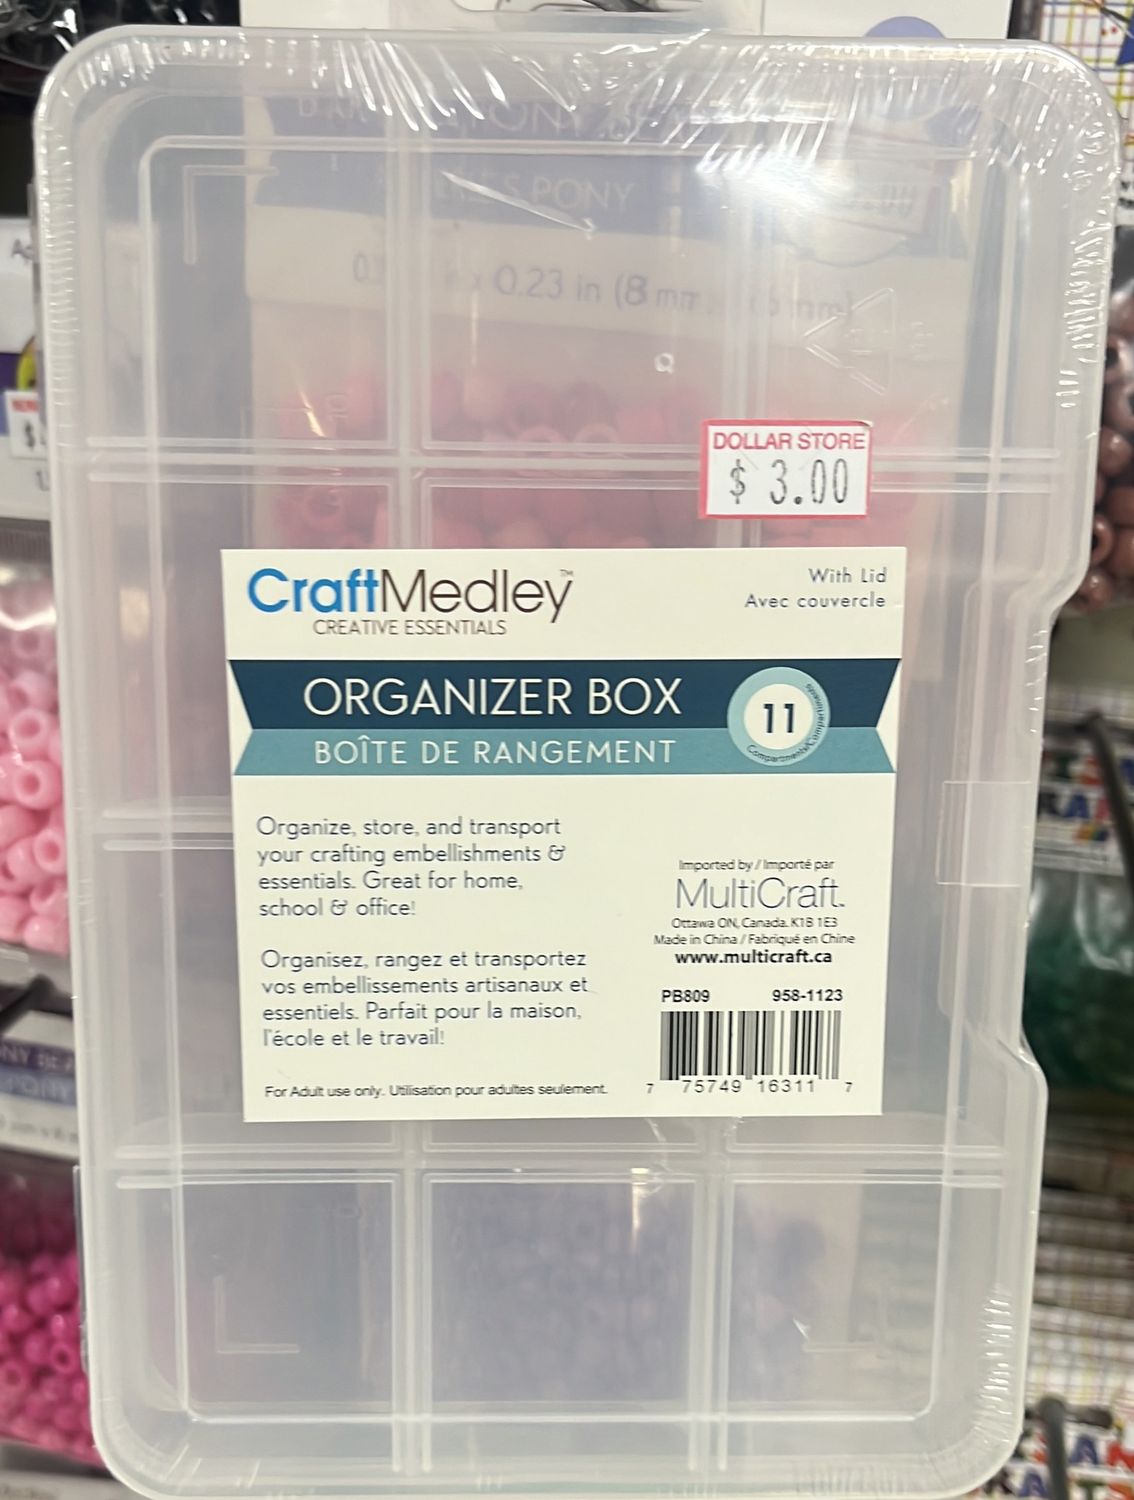 PONY
0.23 in (8 mm
DOLLAR STORE
$ 3.00
CraftMedley™
CREATIVE ESSENTIALS
With Lid
Avec couvercle
ORGANIZER BOX
BOÎTE DE RANGEMENT
11
Compartments/Compartiments
Organize, store, and transport
your crafting embellishments &
essentials. Great for home,
school & office!
Organisez, rangez et transportez
vos embellissements artisanaux et
essentiels. Parfait pour la maison,
l'école et le travail!
For Adult use only. Utilisation pour adultes seulement.
Imported by / Importé par
MultiCraft.
Ottawa ON, Canada. K1B 1E3
Made in China / Fabriqué en Chine
www.multicraft.ca
PB809 958-1123
7 75749 16311 7